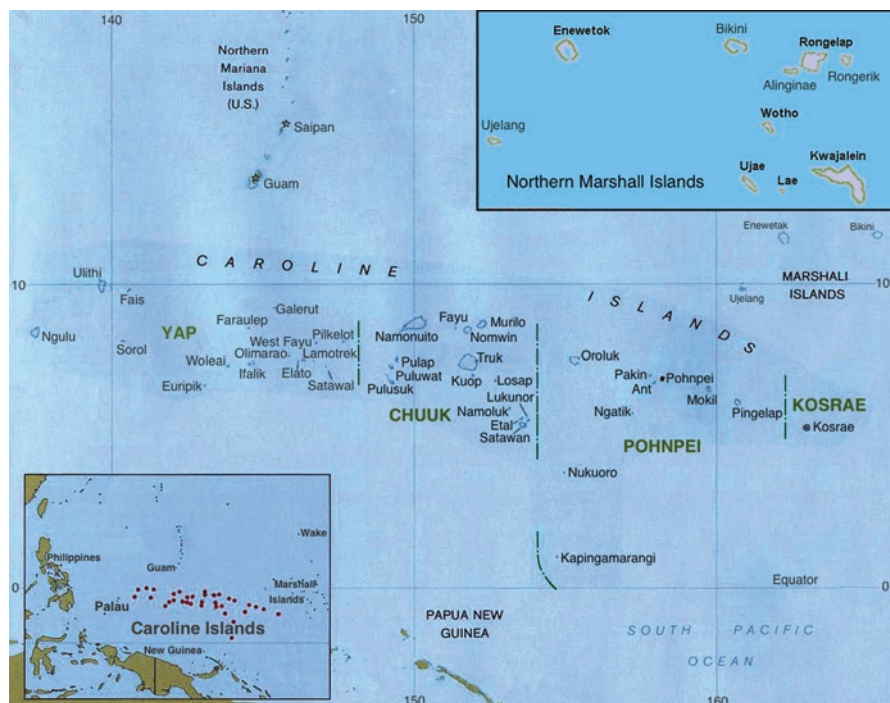 140
150
Northern
Mariana
Islands
(U.S.)
Saipan
Guam
Enewetok
Bikini
Rongelap
Rongerik
Alinginae
Ujelang
Wotho
Kwajalein
Ujae
Lae
Northern Marshall Islands
CAROLINE
ISLANDS
Enewetak
Bikini
MARSHALI
ISLANDS
Ujelang
10
10
Ulithi
Fais
Ngulu
YAP
Sorol
Galerut
Faraulep
West Fayu
Pilkelot
Olimarao
Lamotrek
Woleai
Ifalik
Elato
Satawal
Euripik
Namonuito
Fayu
Murilo
Nomwin
Pulap
Truk
Puluwat
Pulusuk
Kuop
Losap
Lukunor
CHUUK
Namoluk
Etal
Satawan
Oroluk
Pakin
Pohnpei
Ant
Mokil
Ngatik
Pingelap
POHNPEI
KOSRAE
Kosrae
Nukuoro
Kapingamarangi
0
Equator
0
PAPUA NEW
GUINEA
SOUTH PACIFIC
OCEAN
150
160
Philippines
Guam
Wake
Marshall
Islands
Palau
Caroline Islands
New Guinea